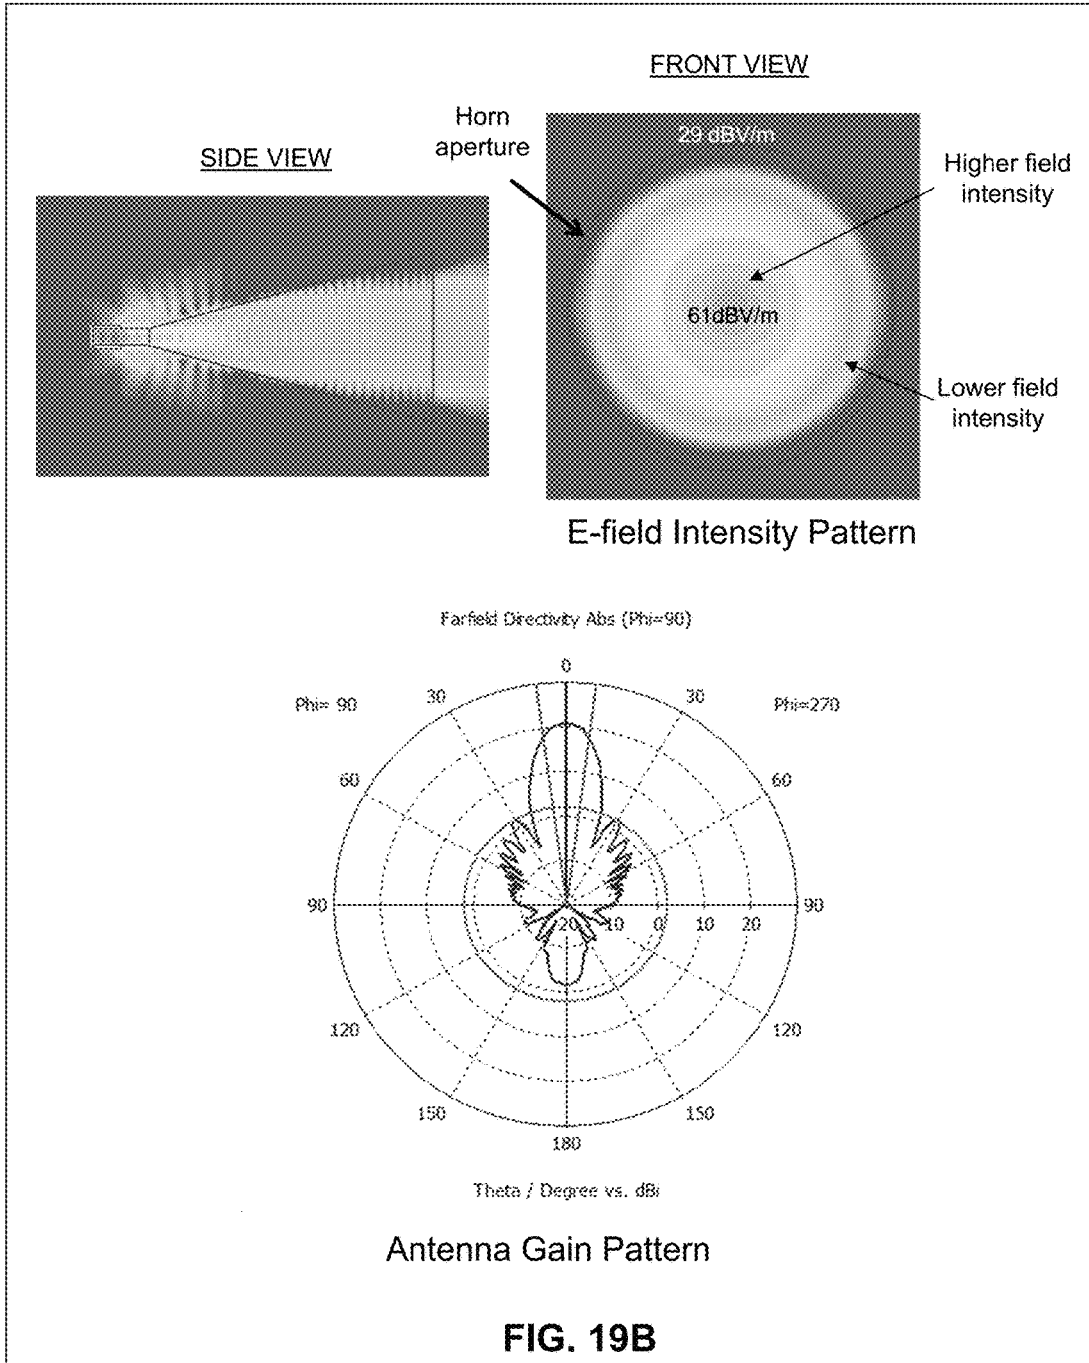 FRONT VIEW
Horn
aperture
29 dBV/m
SIDE VIEW
Higher field
intensity
61dBV/m
Lower field
intensity
E-field Intensity Pattern
Farfield Directivity Abs (Phi=90)
0
Phi= 90
30
30
Phi=270
60
60
90
20
10
0
10
20
90
120
120
150
150
180
Theta / Degree vs. dBi
Antenna Gain Pattern
FIG. 19B